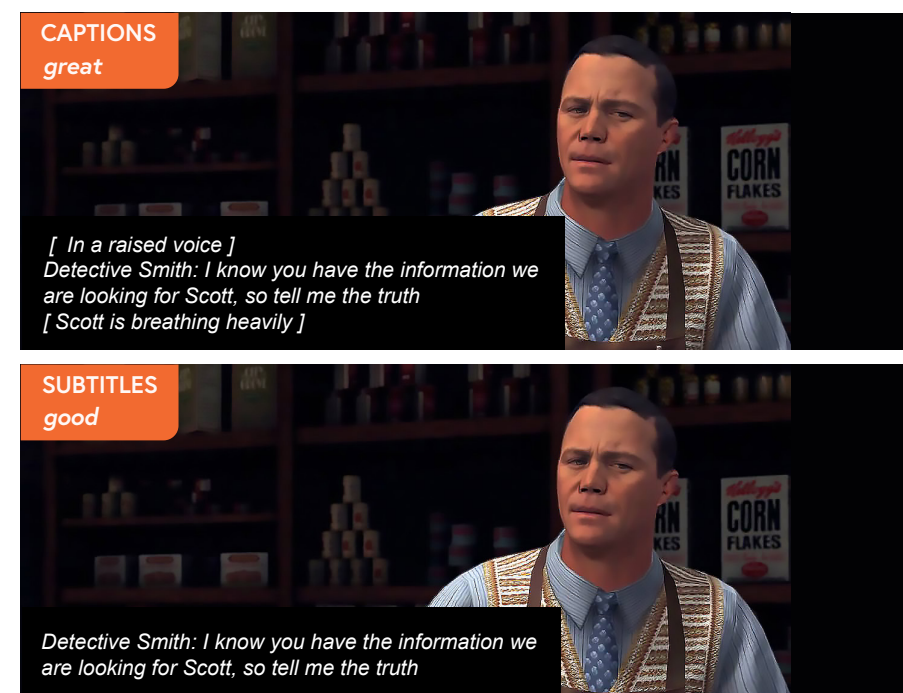 CAPTIONS
great
Kellogg's
CORN
FLAKES
[ In a raised voice ]
Detective Smith: I know you have the information we
are looking for Scott, so tell me the truth
[ Scott is breathing heavily ]
SUBTITLES
good
Kellogg's
CORN
FLAKES
Detective Smith: I know you have the information we
are looking for Scott, so tell me the truth